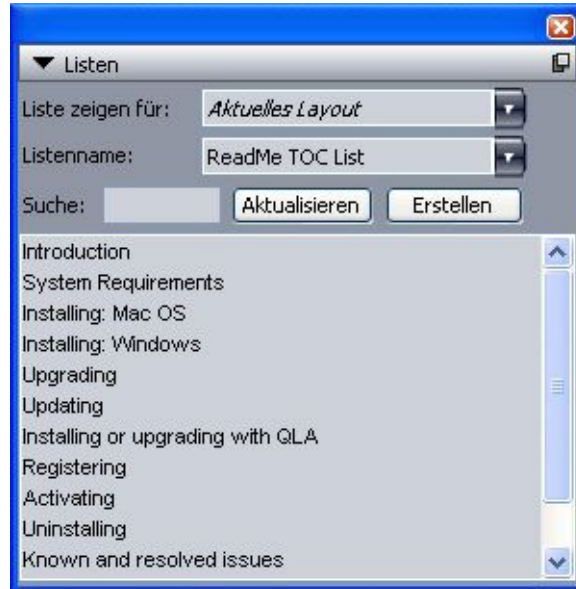 Listen
Liste zeigen für: Aktuelles Layout
Listenname: ReadMe TOC List
Suche: Aktualisieren Erstellen
Introduction
System Requirements
Installing: Mac OS
Installing: Windows
Upgrading
Updating
Installing or upgrading with QLA
Registering
Activating
Uninstalling
Known and resolved issues